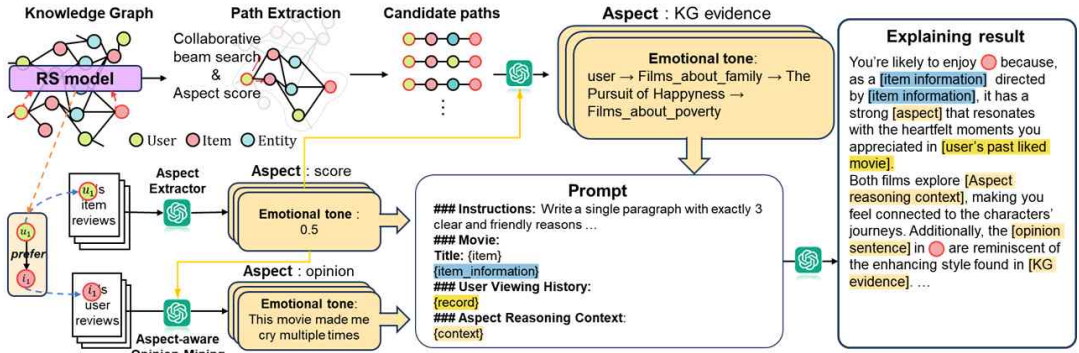 Knowledge Graph
RS model
Path Extraction
Collaborative
beam search
&
Aspect score
Candidate paths
⋮
User
Item
Entity
Aspect : KG evidence
Emotional tone:
user → Films_about_family → The
Pursuit of Happyness →
Films_about_poverty
u1's
item
reviews
Aspect
Extractor
Aspect : score
Emotional tone :
0.5
u1
prefer
i1
i1's
user
reviews
Aspect-aware
Opinion Mining
Aspect : opinion
Emotional tone:
This movie made me
cry multiple times
Prompt
### Instructions: Write a single paragraph with exactly 3
clear and friendly reasons …
### Movie:
Title: {item}
{item_information}
### User Viewing History:
{record}
### Aspect Reasoning Context:
{context}
Explaining result
You're likely to enjoy because,
as a [item information] directed
by [item information], it has a
strong [aspect] that resonates
with the heartfelt moments you
appreciated in [user's past liked
movie].
Both films explore [Aspect
reasoning context], making you
feel connected to the characters'
journeys. Additionally, the [opinion
sentence] in are reminiscent of
the enhancing style found in [KG
evidence]. …